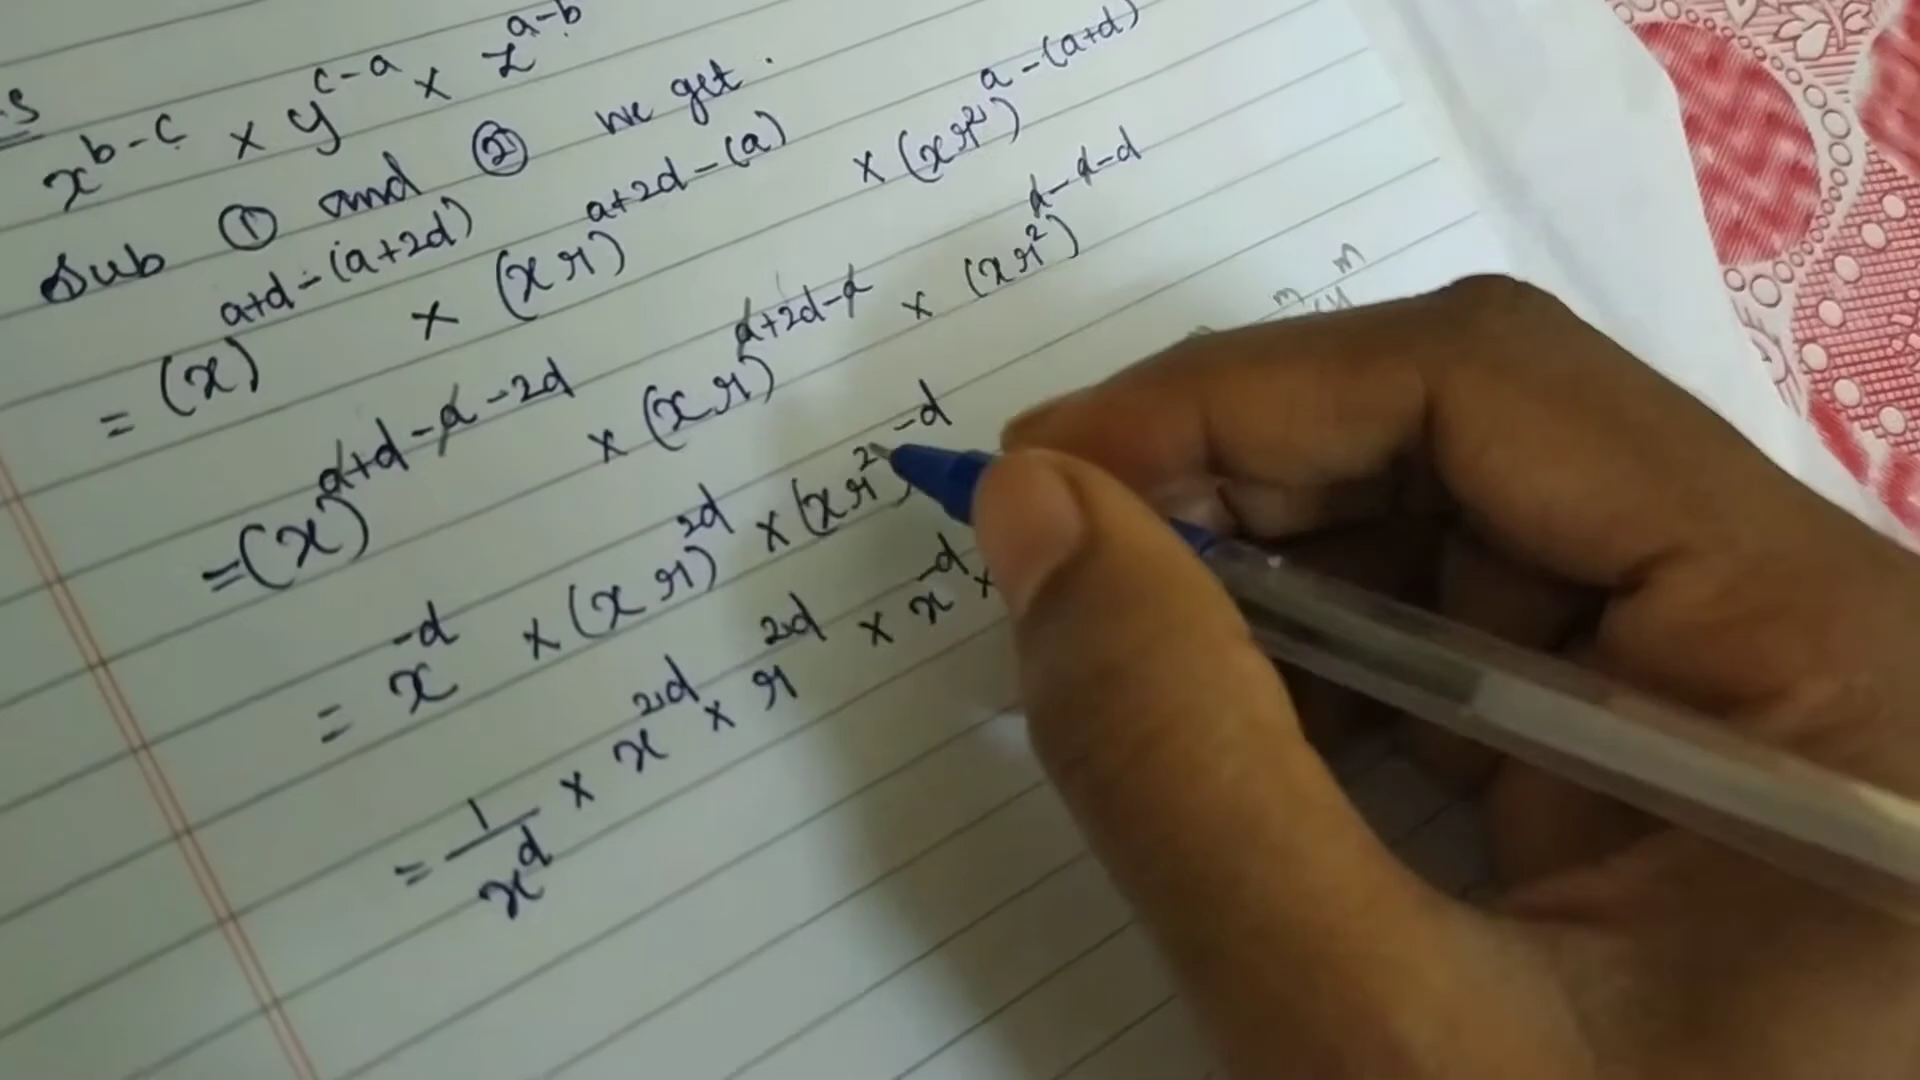 .S
x^{b-c} × y^{c-a} × z^{a-b}
Sub ① and ② we get.
= (x)^{a+d-(a+2d)} × (xr)^{a+2d-(a)} × (xr²)^{a-(a+d)}
=(x)^{a+d-a-2d} × (xr)^{a+2d-a} × (xr²)^{a-a-d}
= x^{-d} × (xr)^{2d} × (xr²)^{-d}
= 1/x^{d} × x^{2d} × r^{2d} × x^{-d} ×